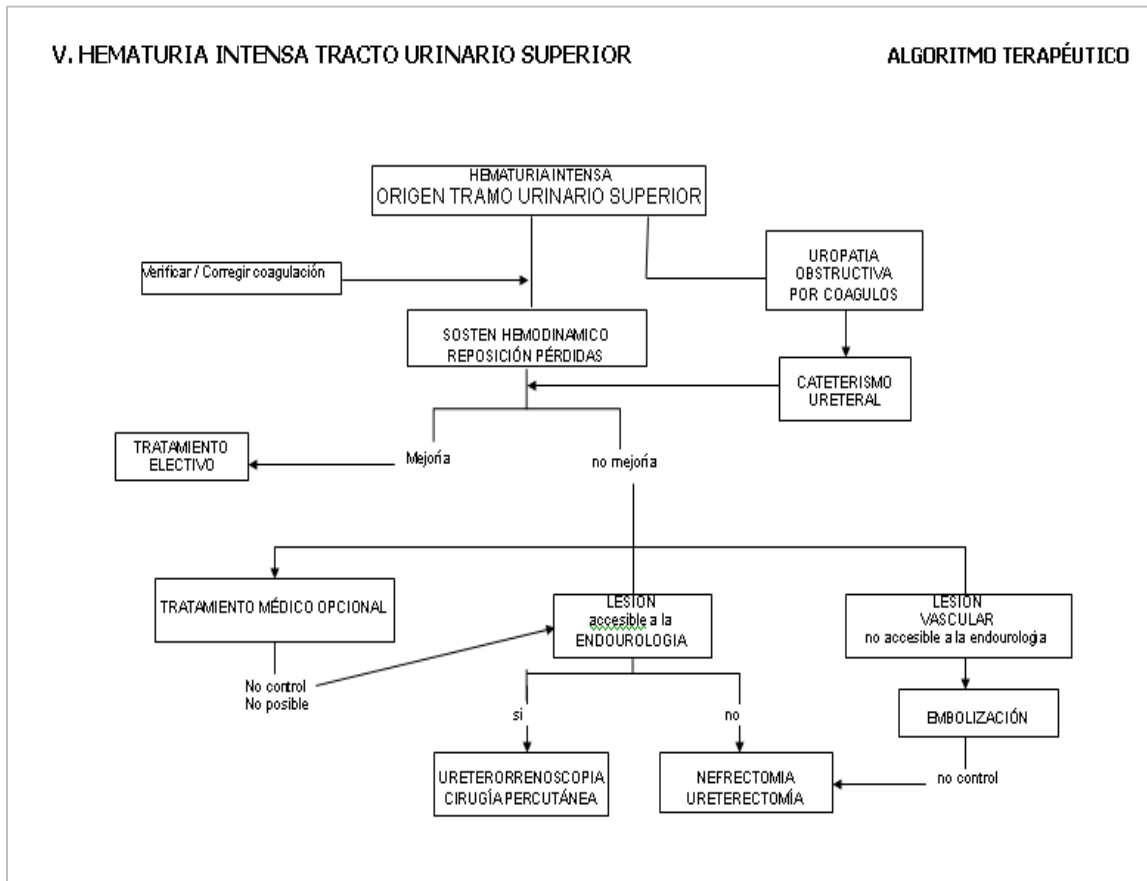 V. HEMATURIA INTENSA TRACTO URINARIO SUPERIOR
ALGORITMO TERAPÉUTICO
HEMATURIA INTENSA
ORIGEN TRAMO URINARIO SUPERIOR
Verificar / Corregir coagulación
UROPATIA
OBSTRUCTIVA
POR COAGULOS
SOSTEN HEMODINAMICO
REPOSICIÓN PÉRDIDAS
CATETERISMO
URETERAL
TRATAMIENTO
ELECTIVO
Mejoría
no mejoría
TRATAMIENTO MÉDICO OPCIONAL
LESION
accesible a la
ENDOUROLOGIA
LESION
VASCULAR
no accesible a la endourologia
No control
No posible
si
no
EMBOLIZACIÓN
URETERORRENOSCOPIA
CIRUGÍA PERCUTÁNEA
NEFRECTOMIA
URETERECTOMÍA
no control